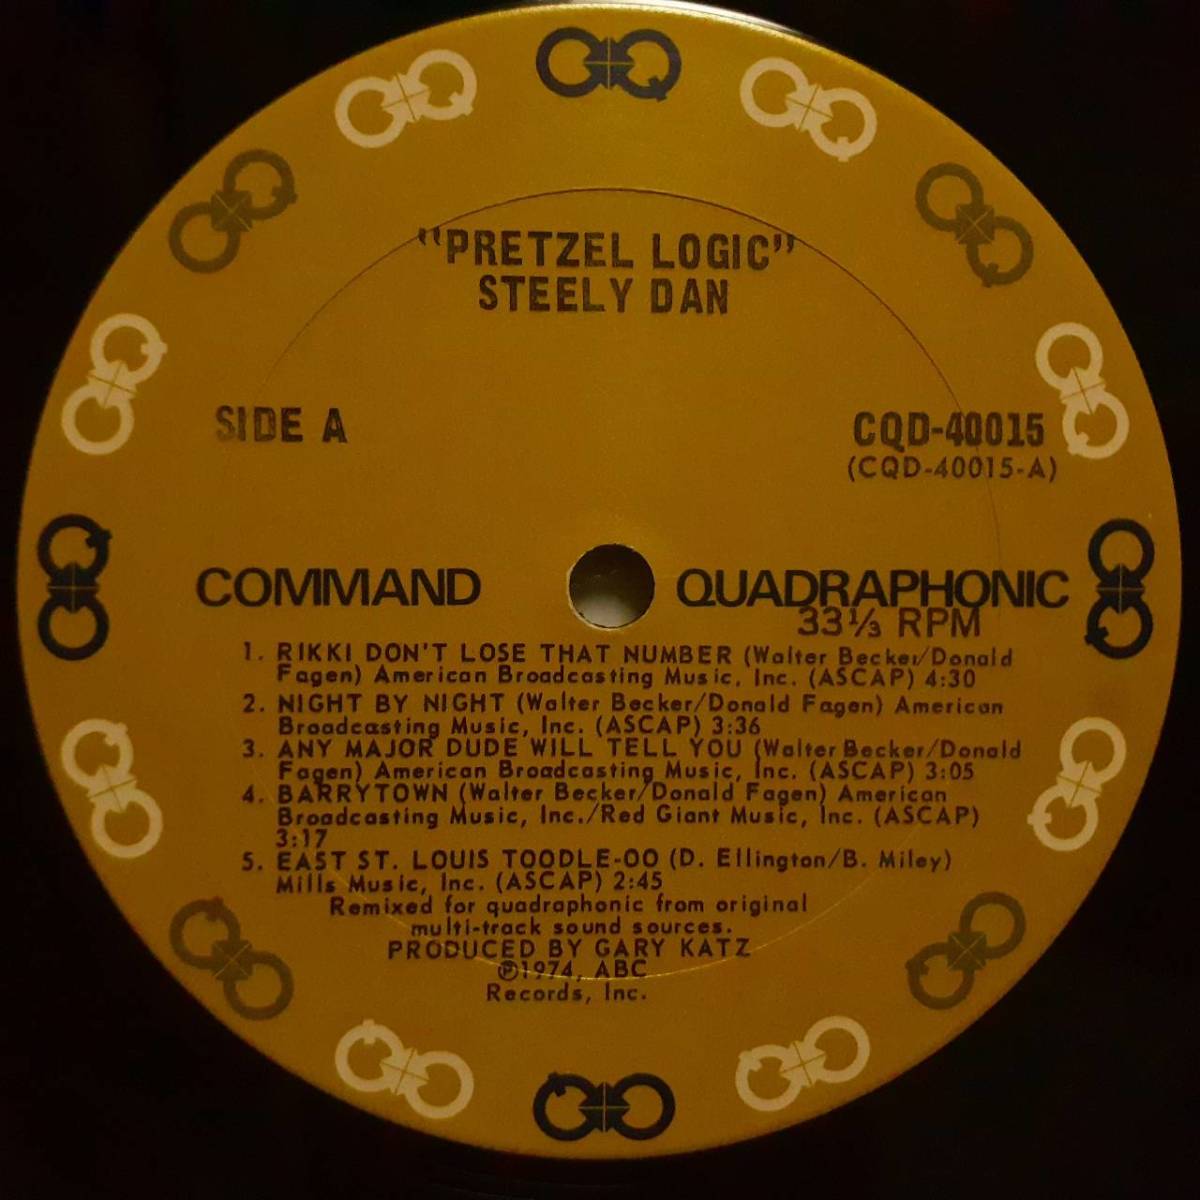 "PRETZEL LOGIC"
STEELY DAN
SIDE A
CQD-40015
(CQD-40015-A)
COMMAND QUADRAPHONIC
33⅓ RPM
1. RIKKI DON'T LOSE THAT NUMBER (Walter Becker/Donald
Fagen) American Broadcasting Music, Inc. (ASCAP) 4:30
2. NIGHT BY NIGHT (Walter Becker/Donald Fagen) American
Broadcasting Music, Inc. (ASCAP) 3:36
3. ANY MAJOR DUDE WILL TELL YOU (Walter Becker/Donald
Fagen) American Broadcasting Music, Inc. (ASCAP) 3:05
4. BARRYTOWN (Walter Becker/Donald Fagen) American
Broadcasting Music, Inc./Red Giant Music, Inc. (ASCAP)
3:17
5. EAST ST. LOUIS TOODLE-OO (D. Ellington/B. Miley)
Mills Music, Inc. (ASCAP) 2:45
Remixed for quadraphonic from original
multi-track sound sources.
PRODUCED BY GARY KATZ
℗1974, ABC
Records, Inc.